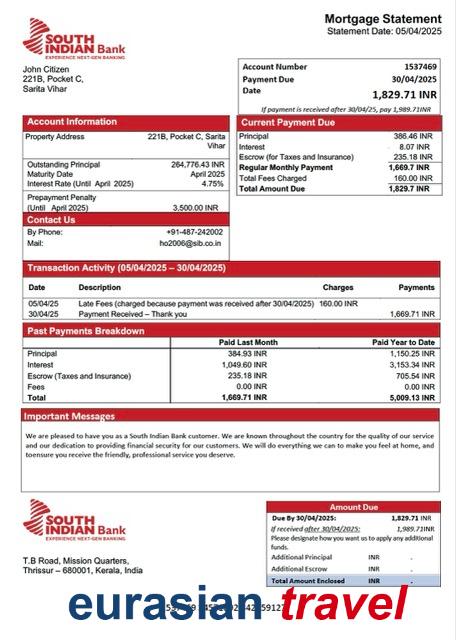 SOUTH
INDIAN Bank
EXPERIENCE NEXT-GEN BANKING
Mortgage Statement
Statement Date: 05/04/2025
John Citizen
221B, Pocket C,
Sarita Vihar
Account Number 1537469
Payment Due 30/04/2025
Date
1,829.71 INR
If payment is received after 30/04/25, pay 1,989.71INR
Account Information
Property Address 221B, Pocket C, Sarita
Vihar
Outstanding Principal 264,776.43 INR
Maturity Date April 2025
Interest Rate (Until April 2025) 4.75%
Prepayment Penalty
(Until April 2025) 3,500.00 INR
Current Payment Due
Principal 386.46 INR
Interest 8.07 INR
Escrow (for Taxes and Insurance) 235.18 INR
Regular Monthly Payment 1,669.7 INR
Total Fees Charged 160.00 INR
Total Amount Due 1,829.7 INR
Contact Us
By Phone: +91-487-242002
Mail: ho2006@sib.co.in
Transaction Activity (05/04/2025 – 30/04/2025)
Date Description Charges Payments
05/04/25 Late Fees (charged because payment was received after 30/04/2025) 160.00 INR
30/04/25 Payment Received – Thank you 1,669.71 INR
Past Payments Breakdown
Paid Last Month Paid Year to Date
Principal 384.93 INR 1,150.25 INR
Interest 1,049.60 INR 3,153.34 INR
Escrow (Taxes and Insurance) 235.18 INR 705.54 INR
Fees 0.00 INR 0.00 INR
Total 1,669.71 INR 5,009.13 INR
Important Messages
We are pleased to have you as a South Indian Bank customer. We are known throughout the country for the quality of our service
and our dedication to providing financial security for our customers. We will do everything we can to make you feel at home, and
toensure you receive the friendly, professional service you deserve.
SOUTH
INDIAN Bank
EXPERIENCE NEXT-GEN BANKING
T.B Road, Mission Quarters,
Thrissur – 680001, Kerala, India
Amount Due
Due By 30/04/2025: 1,829.71 INR
If received after 30/04/2025: 1,989.71INR
Please designate how you want us to apply any additional
funds.
Additional Principal INR .
Additional Escrow INR .
Total Amount Enclosed INR .
eurasian travel